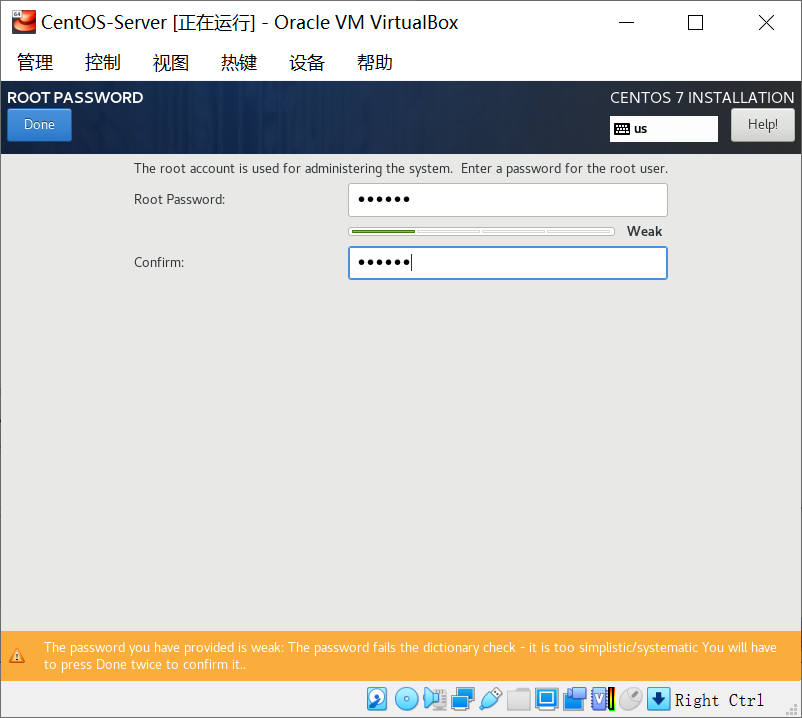 CentOS-Server [正在运行] - Oracle VM VirtualBox
管理 控制 视图 热键 设备 帮助
ROOT PASSWORD
CENTOS 7 INSTALLATION
Done
us
Help!
The root account is used for administering the system.  Enter a password for the root user.
Root Password:
●●●●●●
Weak
Confirm:
●●●●●●
The password you have provided is weak: The password fails the dictionary check - it is too simplistic/systematic You will have
to press Done twice to confirm it..
Right Ctrl